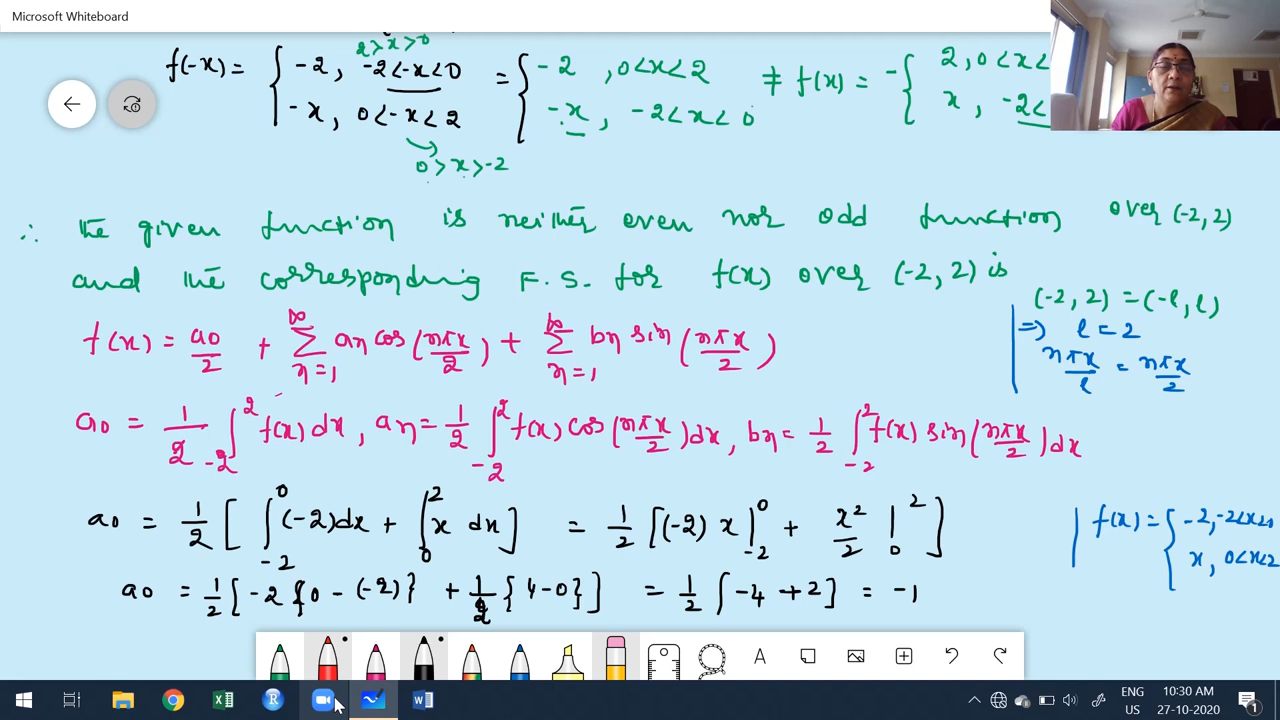 Microsoft Whiteboard
2>x>0
f(-x) = { -2, -2<-x<0 = { -2, 0<x<2 ≠ f(x) = -{ 2, 0<x<
-x, 0<-x<2 -x, -2<x<0 x, -2<
0>x>-2
∴ the given function is neither even nor odd function over (-2, 2)
and the corresponding F.S. for f(x) over (-2, 2) is
(-2, 2) = (-l, l)
⇒ l = 2
nπx/l = nπx/2
f(x) = a0/2 + ∑_{n=1}^{∞} an cos(nπx/2) + ∑_{n=1}^{∞} bn sin(nπx/2)
a0 = 1/2 ∫_{-2}^{2} f(x) dx, an = 1/2 ∫_{-2}^{2} f(x) cos(nπx/2) dx, bn = 1/2 ∫_{-2}^{2} f(x) sin(nπx/2) dx
a0 = 1/2 [ ∫_{-2}^{0} (-2) dx + ∫_{0}^{2} x dx ] = 1/2 [ (-2) x |_{-2}^{0} + x²/2 |_{0}^{2} ]
f(x) = { -2, -2<x<0
x, 0<x<2
a0 = 1/2 [ -2 {0 - (-2)} + 1/2 {4-0} ] = 1/2 [ -4 + 2 ] = -1
A
ENG
US
10:30 AM
27-10-2020
1